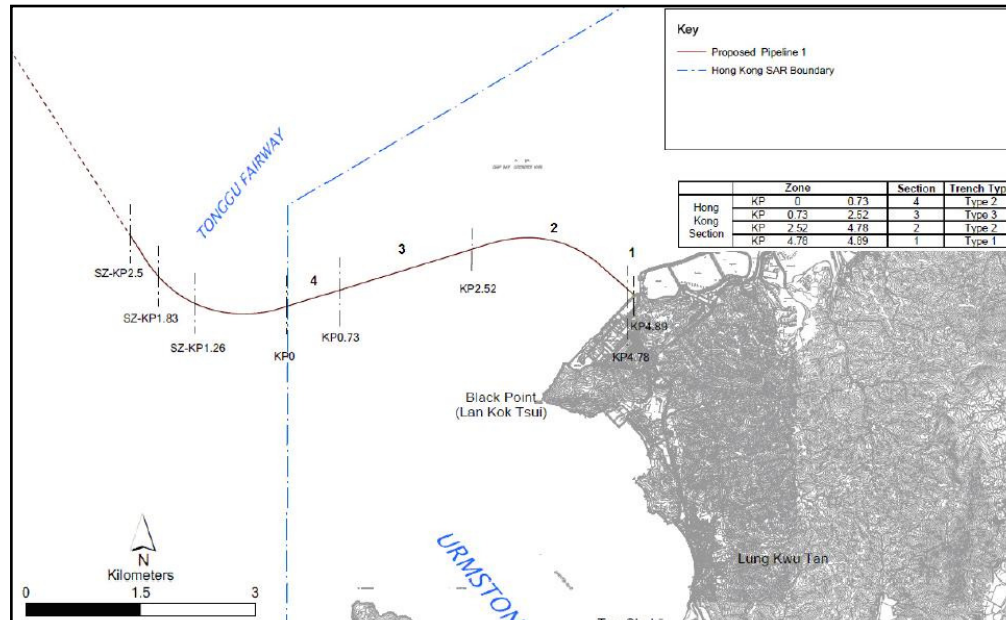 Key
Proposed Pipeline 1
Hong Kong SAR Boundary
TONGGU FAIRWAY
Zone Section Trench Typ
Hong Kong Section
KP 0 0.73 4 Type 2
KP 0.73 2.52 3 Type 3
KP 2.52 4.78 2 Type 2
KP 4.78 4.89 1 Type 1
2
1
3
4
SZ-KP2.5
SZ-KP1.83
SZ-KP1.26
KP0
KP0.73
KP2.52
KP4.89
KP4.78
Black Point
(Lan Kok Tsui)
URMSTON
Lung Kwu Tan
N
Kilometers
0 1.5 3